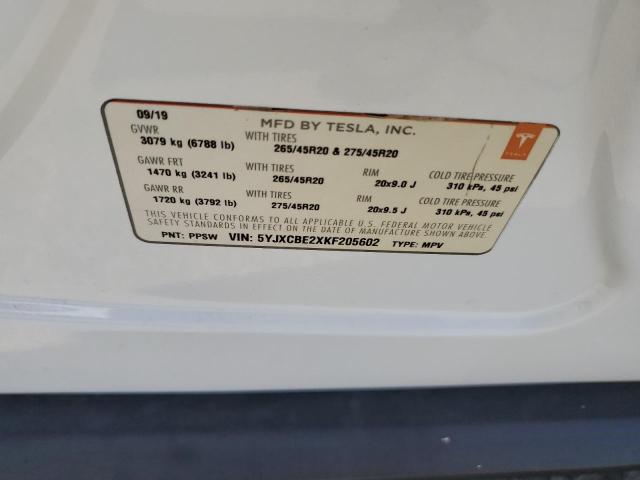 09/19
MFD BY TESLA, INC.
GVWR
3079 kg (6788 lb)
WITH TIRES
265/45R20 & 275/45R20
TESLA
GAWR FRT
1470 kg (3241 lb)
WITH TIRES
265/45R20
RIM
20x9.0 J
COLD TIRE PRESSURE
310 kPa, 45 psi
GAWR RR
1720 kg (3792 lb)
WITH TIRES
275/45R20
RIM
20x9.5 J
COLD TIRE PRESSURE
310 kPa, 45 psi
THIS VEHICLE CONFORMS TO ALL APPLICABLE U.S. FEDERAL MOTOR VEHICLE
SAFETY STANDARDS IN EFFECT ON THE DATE OF MANUFACTURE SHOWN ABOVE.
PNT: PPSW VIN: 5YJXCBE2XKF205602 TYPE: MPV